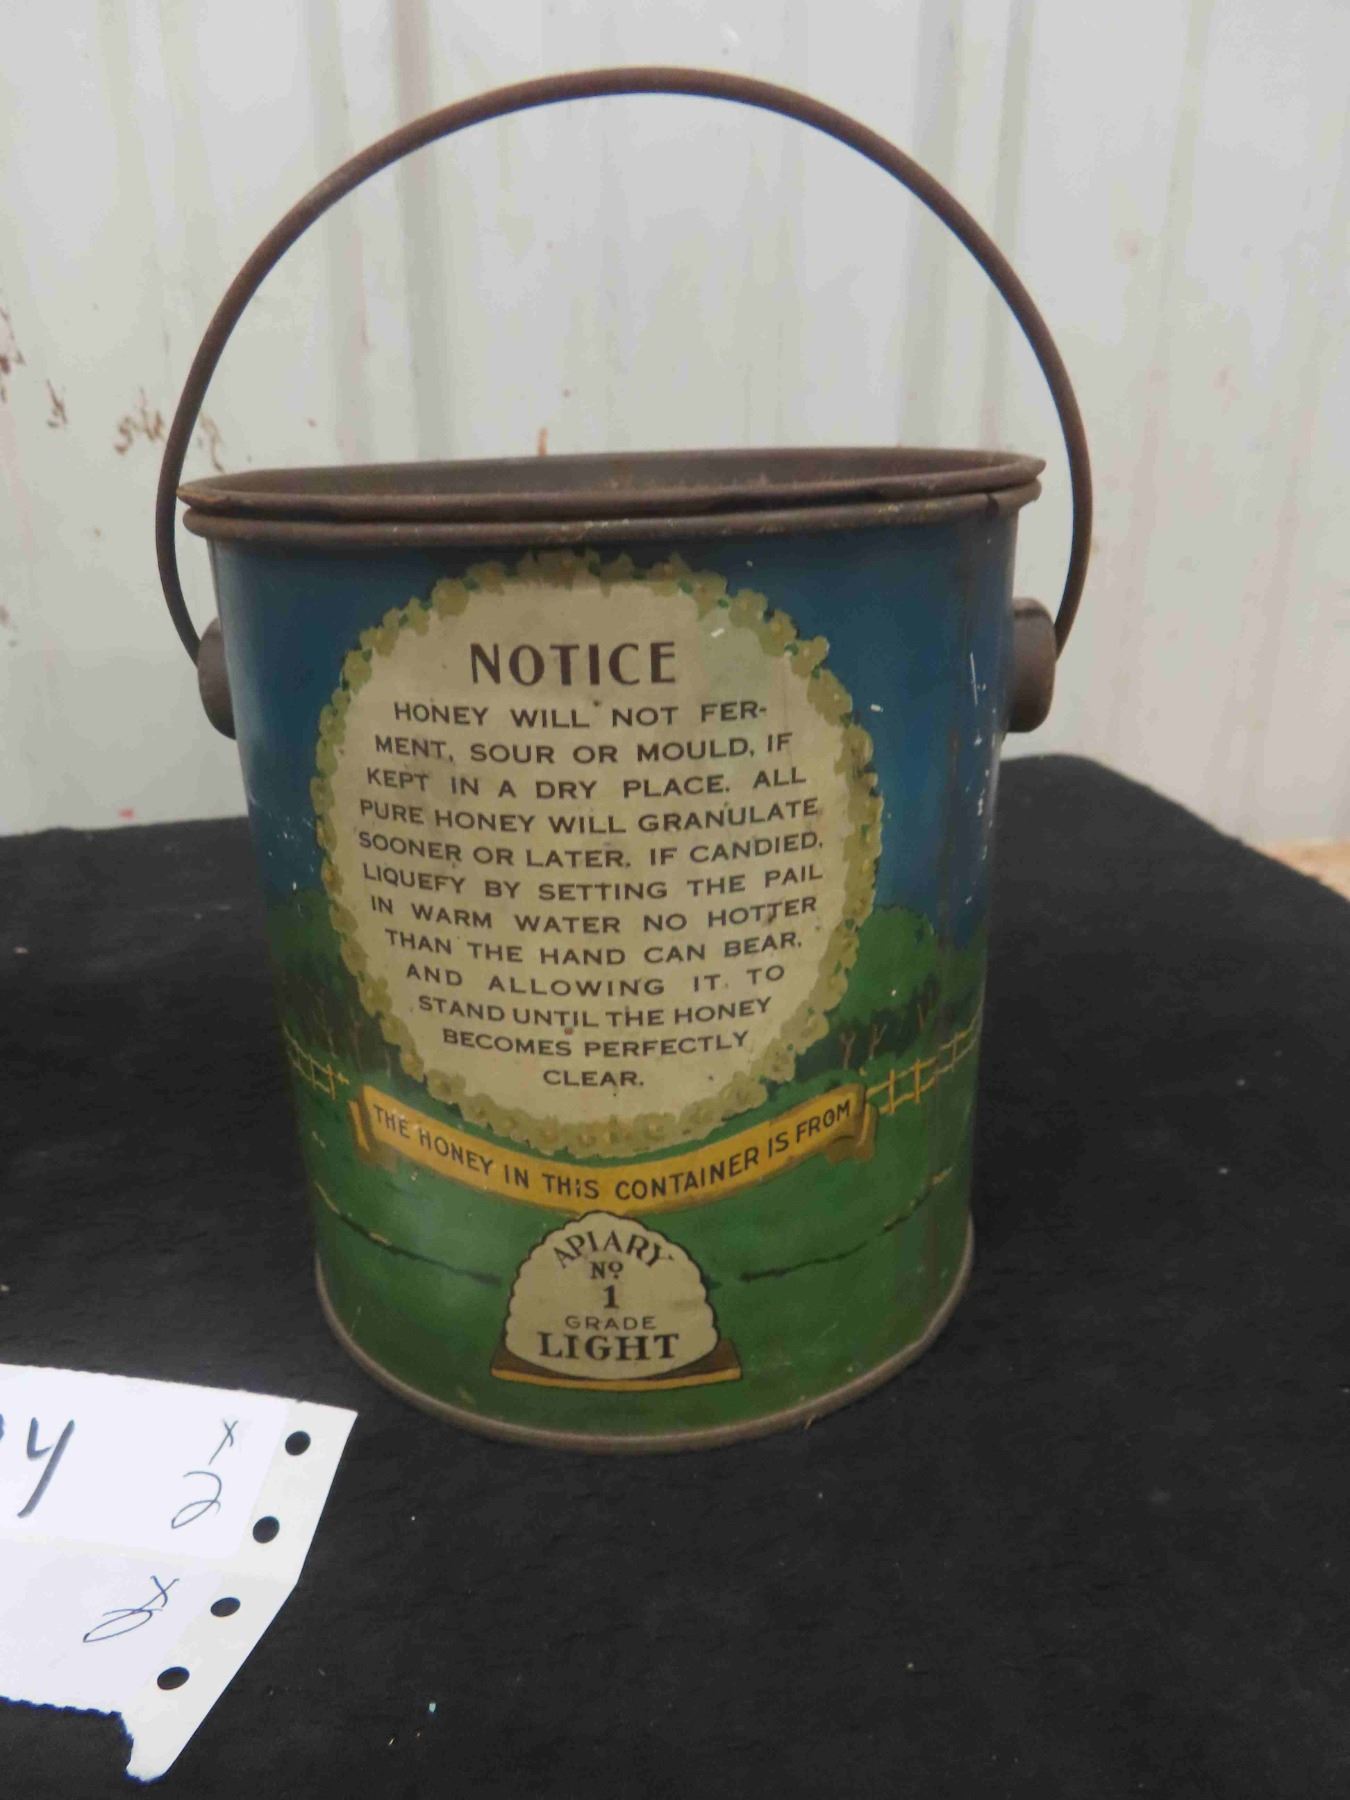 NOTICE
HONEY WILL NOT FER-
MENT, SOUR OR MOULD, IF
KEPT IN A DRY PLACE. ALL
PURE HONEY WILL GRANULATE
SOONER OR LATER. IF CANDIED,
LIQUEFY BY SETTING THE PAIL
IN WARM WATER NO HOTTER
THAN THE HAND CAN BEAR,
AND ALLOWING IT TO
STAND UNTIL THE HONEY
BECOMES PERFECTLY
CLEAR.
THE HONEY IN THIS CONTAINER IS FROM
APIARY
Nº
1
GRADE
LIGHT
x
2
x